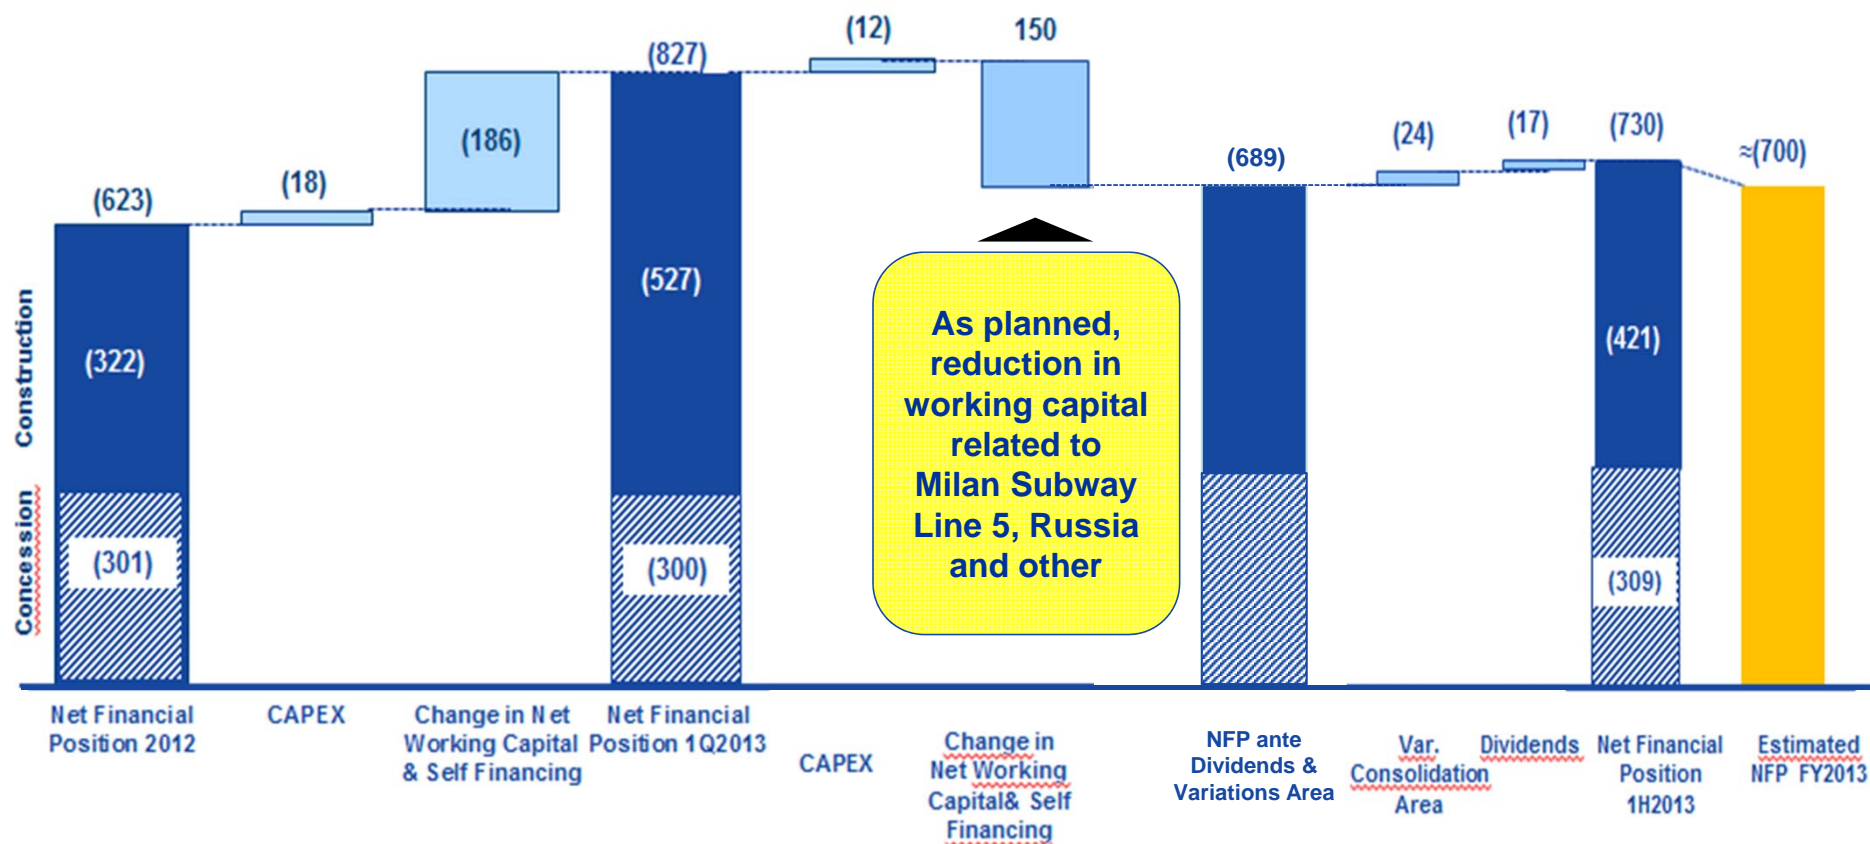 (623)
(18)
(186)
(827)
(12)
150
(689)
(24)
(17)
(730)
≈(700)
Construction
Concession
(322)
(301)
(527)
(300)
As planned,
reduction in
working capital
related to
Milan Subway
Line 5, Russia
and other
(421)
(309)
Net Financial
Position 2012
CAPEX
Change in Net
Working Capital
& Self Financing
Net Financial
Position 1Q2013
CAPEX
Change in
Net Working
Capital& Self
Financing
NFP ante
Dividends &
Variations Area
Var.
Consolidation
Area
Dividends
Net Financial
Position
1H2013
Estimated
NFP FY2013